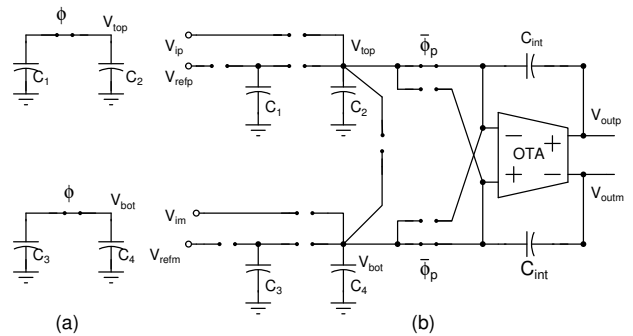 ϕ
V_top
C_1
C_2
V_ip
V_refp
V_top
C_1
C_2
ϕ̅_p
C_int
V_outp
OTA
V_outm
ϕ
V_bot
C_3
C_4
V_im
V_refm
V_bot
C_3
C_4
ϕ̅_p
C_int
(a)
(b)